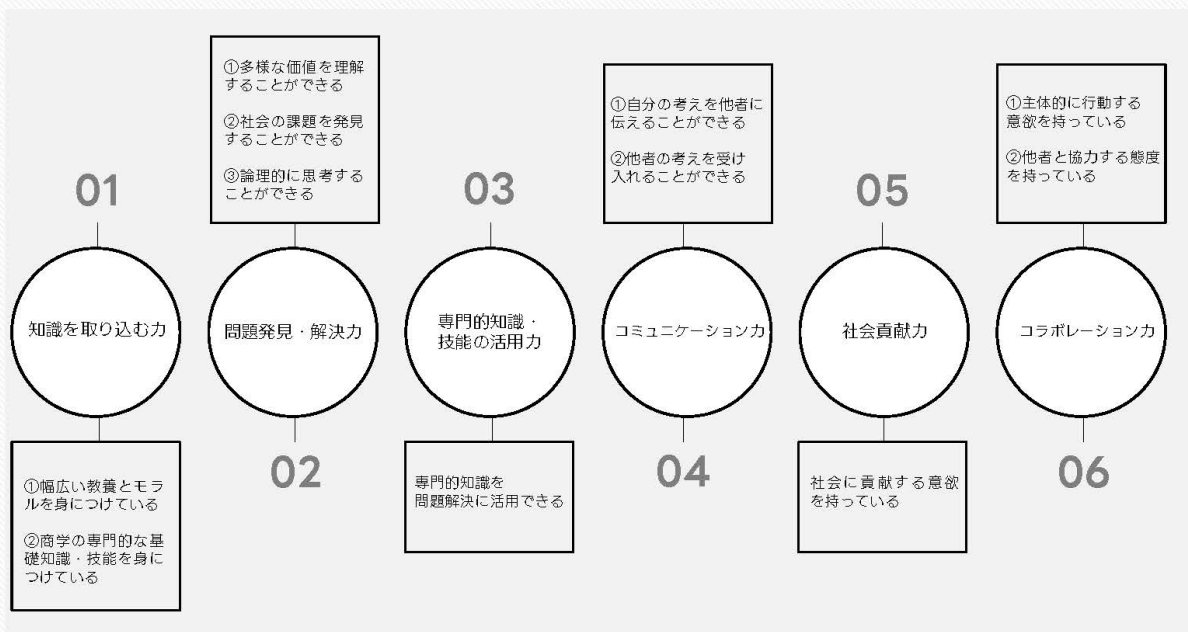 01
知識を取り込む力
①幅広い教養とモラ
ルを身につけている
②商学の専門的な基
礎知識・技能を身に
つけている
①多様な価値を理解
することができる
②社会の課題を発見
することができる
③論理的に思考する
ことができる
問題発見・解決力
02
03
専門的知識・
技能の活用力
専門的知識を
問題解決に活用できる
①自分の考えを他者に
伝えることができる
②他者の考えを受け
入れることができる
コミュニケーション力
04
05
社会貢献力
社会に貢献する意欲
を持っている
①主体的に行動する
意欲を持っている
②他者と協力する態度
を持っている
コラボレーション力
06